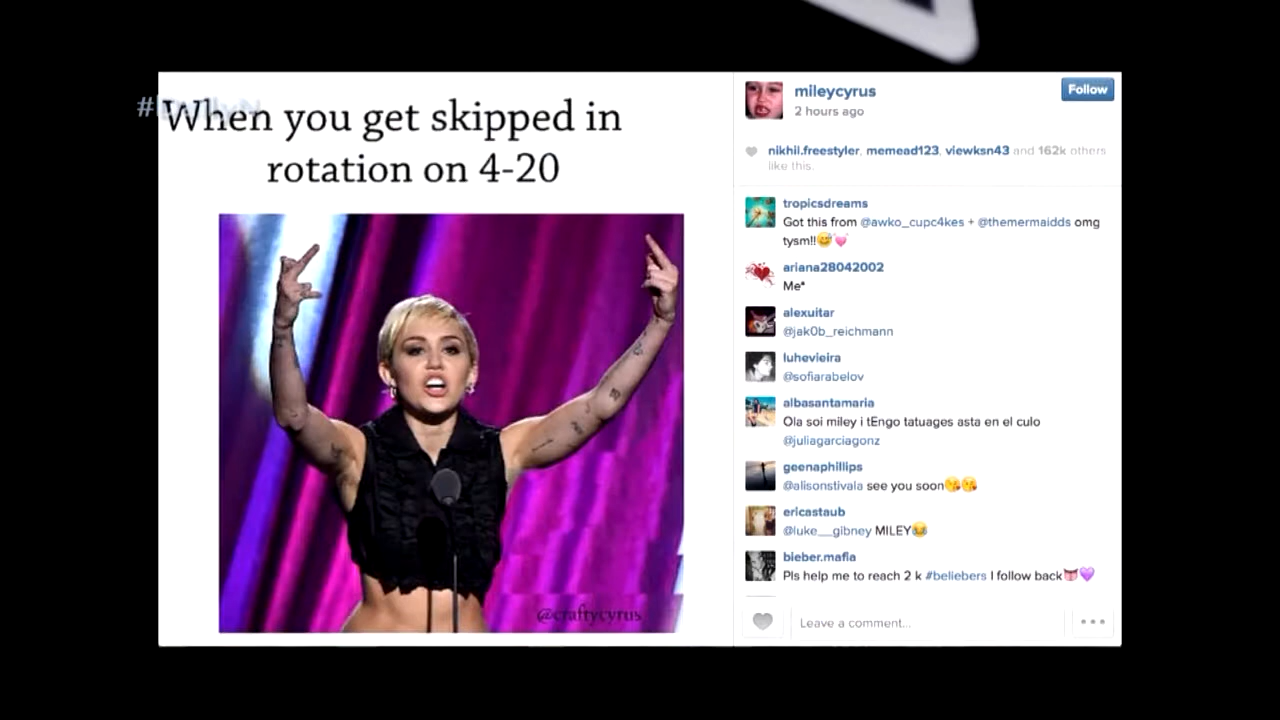 When you get skipped in
rotation on 4-20
@craftycyrus
mileycyrus
2 hours ago
Follow
nikhil.freestyler, memead123, viewksn43 and 162k others
like this.
tropicsdreams
Got this from @awko_cupc4kes + @themermaidds omg
tysm!!😅💓
ariana28042002
Me*
alexuitar
@jak0b_reichmann
luhevieira
@sofiarabelov
albasantamaria
Ola soi miley i tEngo tatuages asta en el culo
@juliagarciagonz
geenaphillips
@alisonstivala see you soon😘😘
ericastaub
@luke__gibney MILEY😂
bieber.mafia
Pls help me to reach 2 k #beliebers I follow back👅💜
Leave a comment...